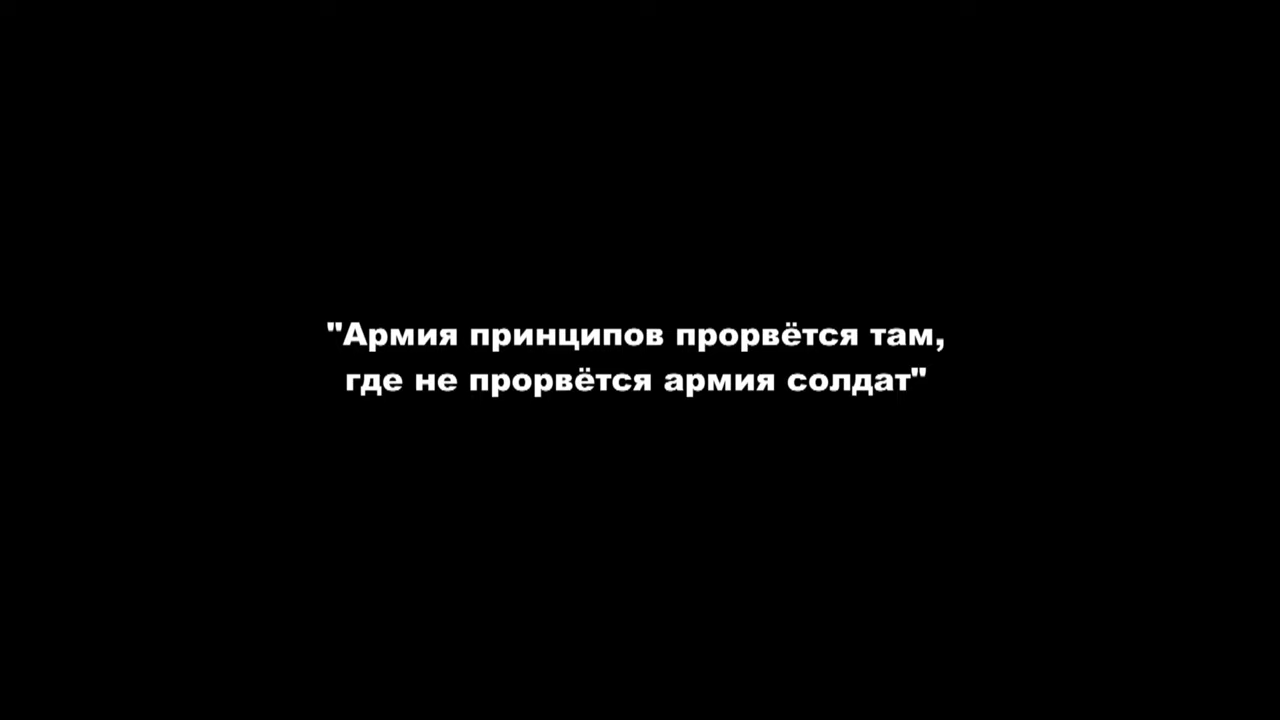 "Армия принципов прорвётся там,
где не прорвётся армия солдат"